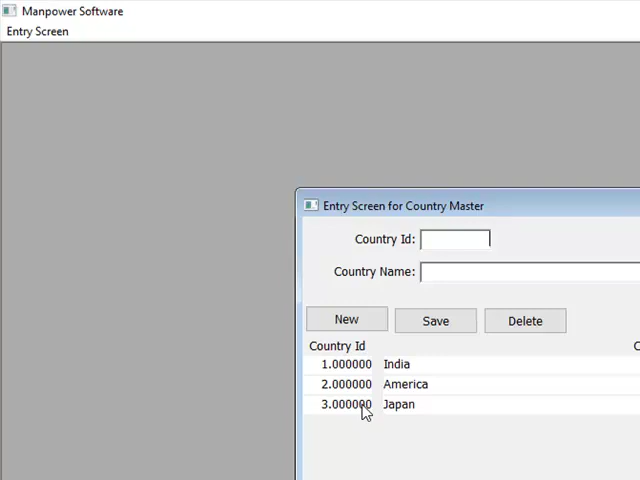 Manpower Software
Entry Screen
Entry Screen for Country Master
Country Id:
Country Name:
New Save Delete
Country Id
1.000000 India
2.000000 America
3.000000 Japan